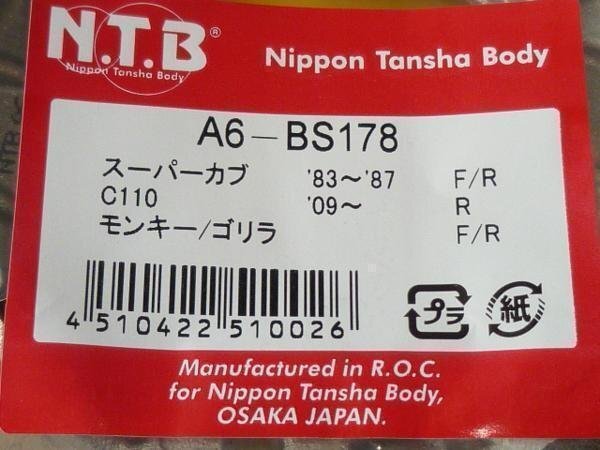 N.T.B®
Nippon Tansha Body
Nippon Tansha Body
A6-BS178
スーパーカブ '83～'87 F/R
C110 '09～ R
モンキー/ゴリラ F/R
4 510422 510026
プラ
紙
Manufactured in R.O.C.
for Nippon Tansha Body,
OSAKA JAPAN.